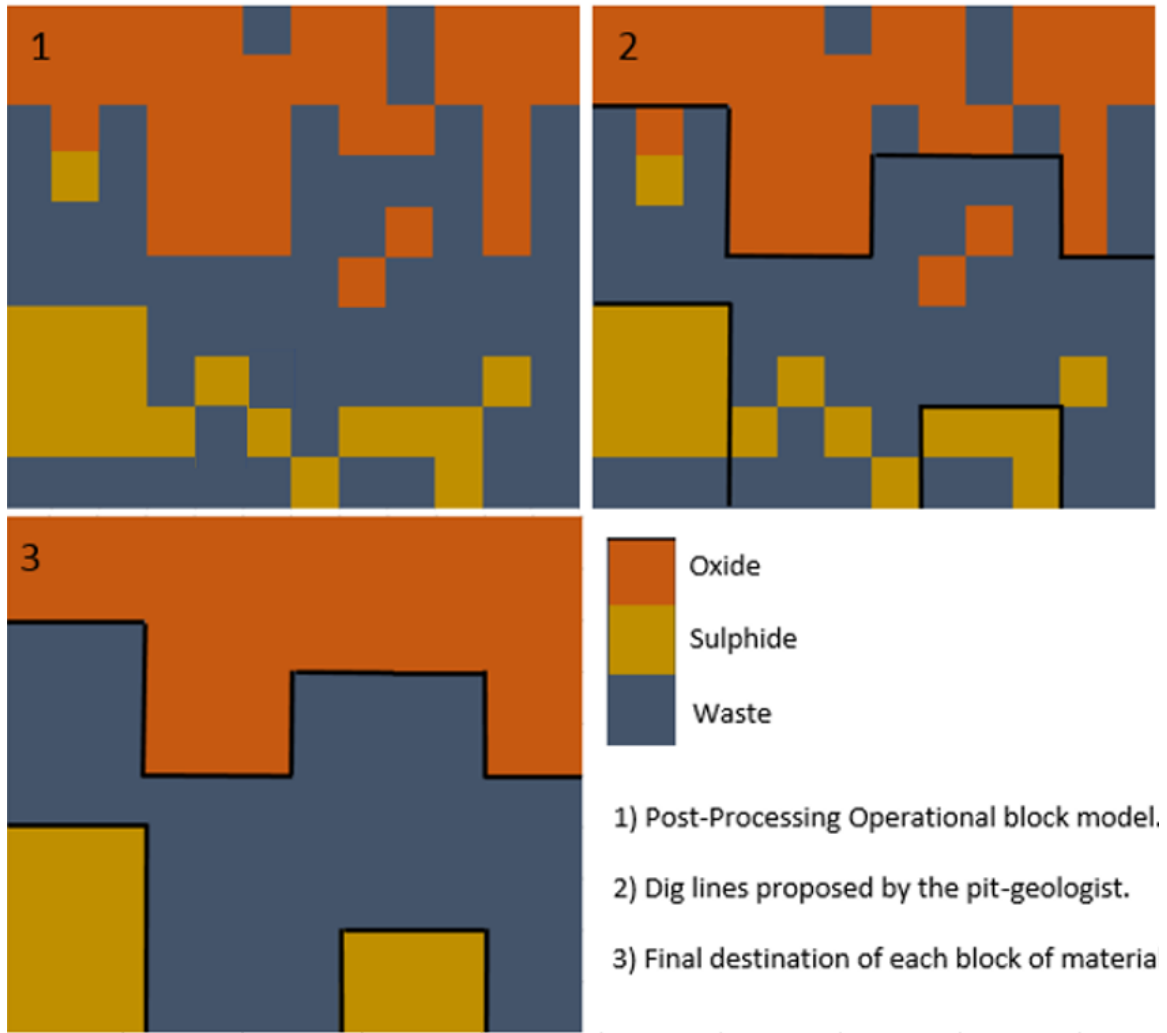 1
2
3
Oxide
Sulphide
Waste
1) Post-Processing Operational block model.
2) Dig lines proposed by the pit-geologist.
3) Final destination of each block of materia